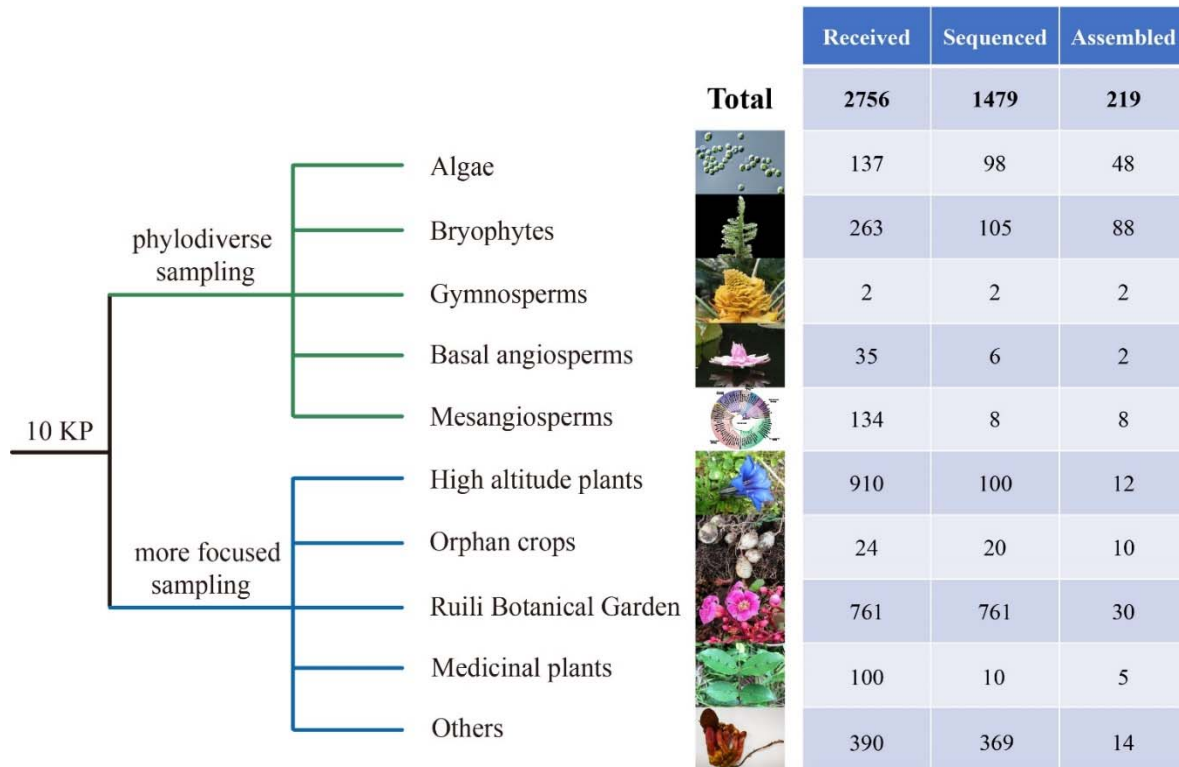 Received Sequenced Assembled
Total 2756 1479 219
Algae 137 98 48
phylodiverse
sampling
Bryophytes 263 105 88
Gymnosperms 2 2 2
Basal angiosperms 35 6 2
Mesangiosperms 134 8 8
10 KP
High altitude plants 910 100 12
more focused
sampling
Orphan crops 24 20 10
Ruili Botanical Garden 761 761 30
Medicinal plants 100 10 5
Others 390 369 14